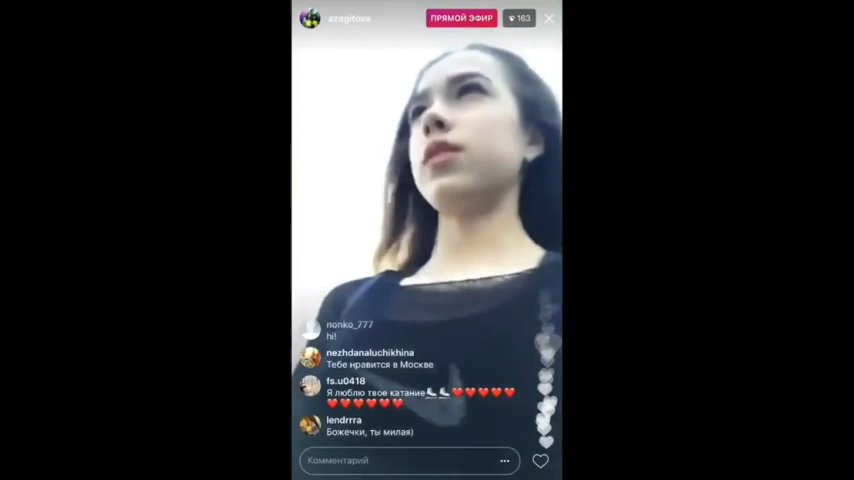 azagitova
ПРЯМОЙ ЭФИР
163
nonko_777
hi!
nezhdanaluchikhina
Тебе нравится в Москве
fs.u0418
Я люблю твое катание⛸⛸❤❤❤❤❤
❤❤❤❤❤❤
lendrrra
Божечки, ты милая)
Комментарий